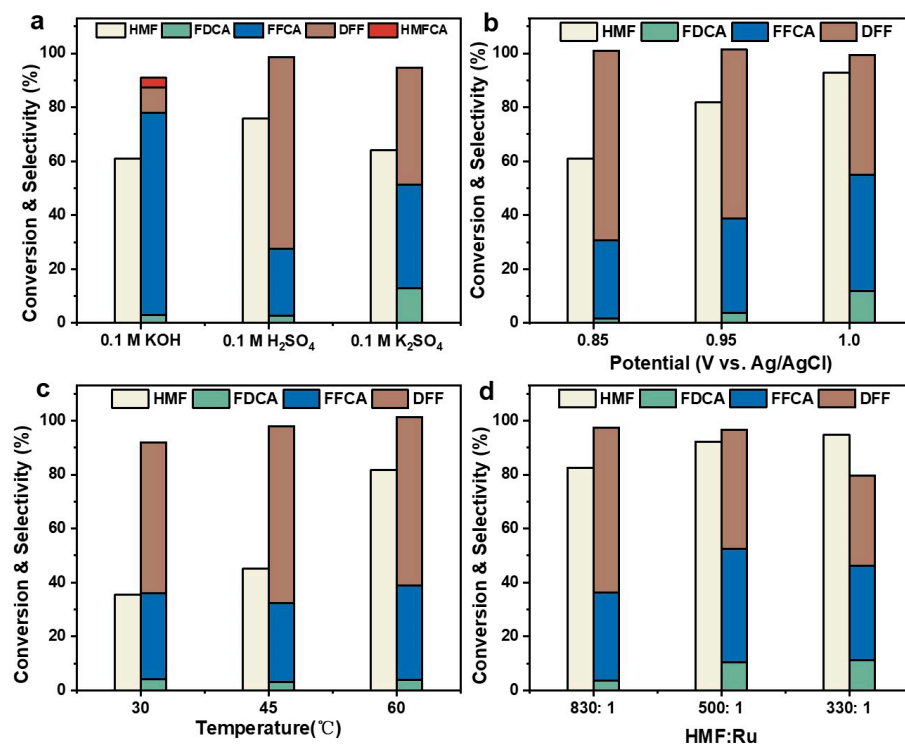 a
HMF FDCA FFCA DFF HMFCA
Conversion & Selectivity (%)
100
80
60
40
20
0
0.1 M KOH 0.1 M H₂SO₄ 0.1 M K₂SO₄
b
HMF FDCA FFCA DFF
Conversion & Selectivity (%)
100
80
60
40
20
0
0.85 0.95 1.0
Potential (V vs. Ag/AgCl)
c
HMF FDCA FFCA DFF
Conversion & Selectivity (%)
100
80
60
40
20
0
30 45 60
Temperature(℃)
d
HMF FDCA FFCA DFF
Conversion & Selectivity (%)
100
80
60
40
20
0
830: 1 500: 1 330: 1
HMF:Ru